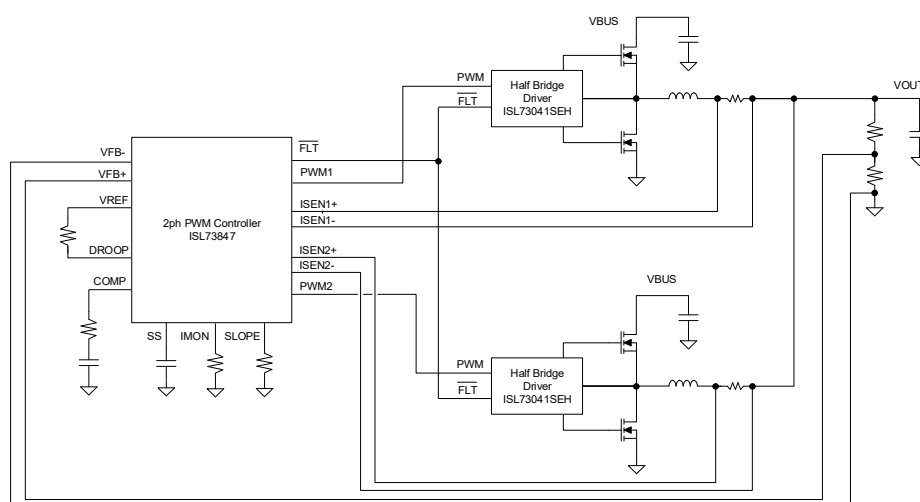 VBUS
PWM
FLT
Half Bridge
Driver
ISL73041SEH
VOUT
VFB-
VFB+
VREF
DROOP
COMP
2ph PWM Controller
ISL73847
FLT
PWM1
ISEN1+
ISEN1-
ISEN2+
ISEN2-
PWM2
SS
IMON
SLOPE
VBUS
PWM
FLT
Half Bridge
Driver
ISL73041SEH